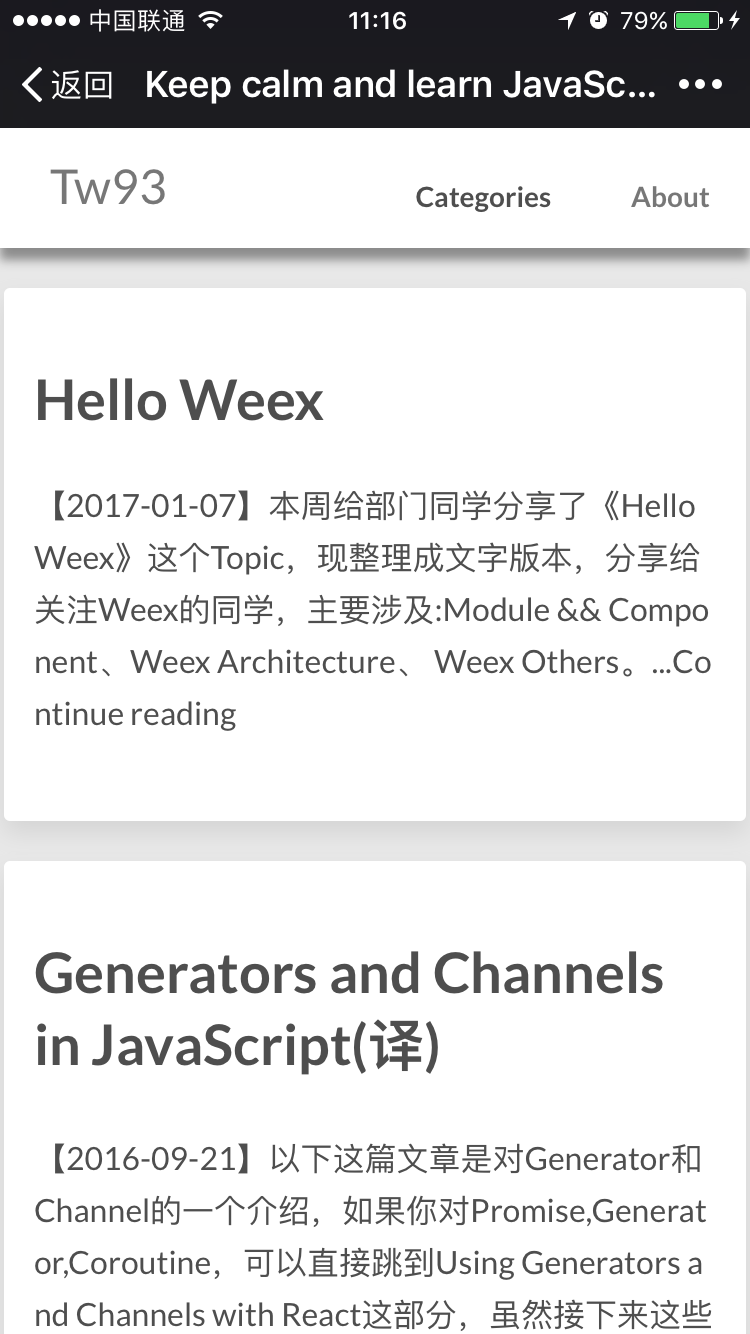 中国联通 11:16 79%
返回 Keep calm and learn JavaSc...
Tw93 Categories About
Hello Weex
【2017-01-07】本周给部门同学分享了《Hello
Weex》这个Topic，现整理成文字版本，分享给
关注Weex的同学，主要涉及:Module && Compo
nent、Weex Architecture、 Weex Others。...Co
ntinue reading
Generators and Channels
in JavaScript(译)
【2016-09-21】以下这篇文章是对Generator和
Channel的一个介绍，如果你对Promise,Generat
or,Coroutine，可以直接跳到Using Generators a
nd Channels with React这部分，虽然接下来这些